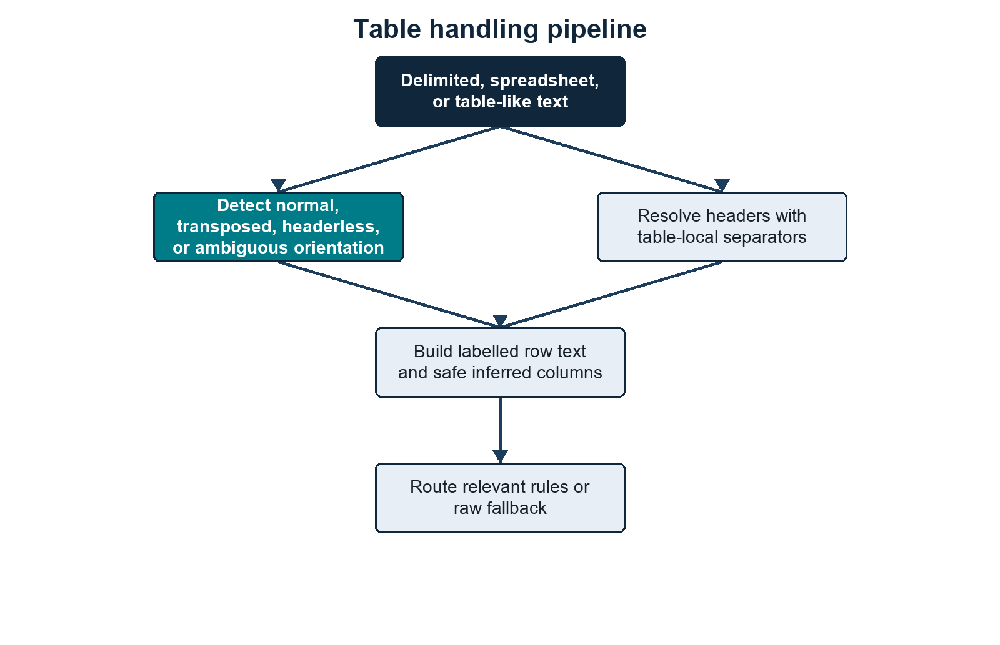 Table handling pipeline
Delimited, spreadsheet,
or table-like text
Detect normal,
transposed, headerless,
or ambiguous orientation
Resolve headers with
table-local separators
Build labelled row text
and safe inferred columns
Route relevant rules or
raw fallback